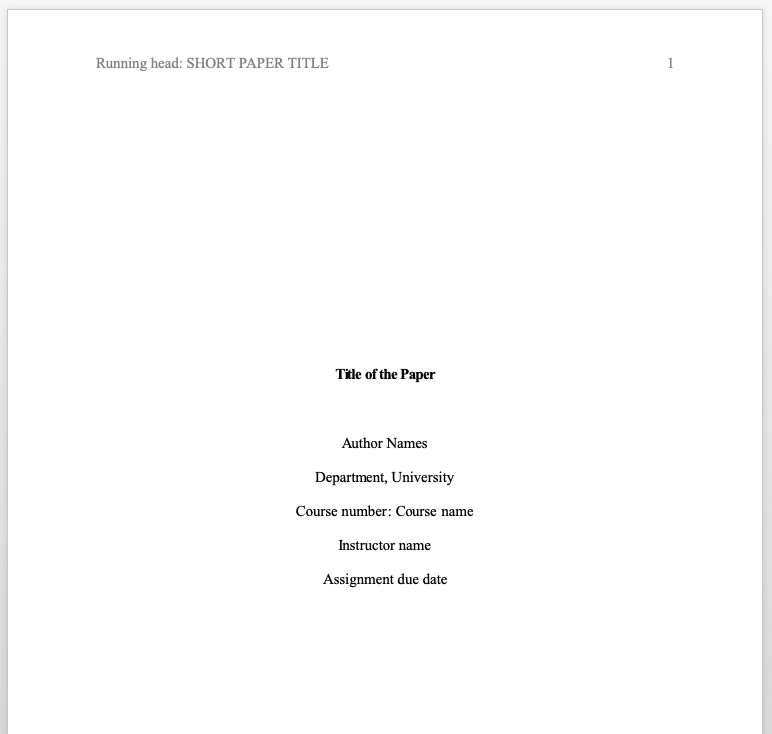 Running head: SHORT PAPER TITLE 1
Title of the Paper
Author Names
Department, University
Course number: Course name
Instructor name
Assignment due date